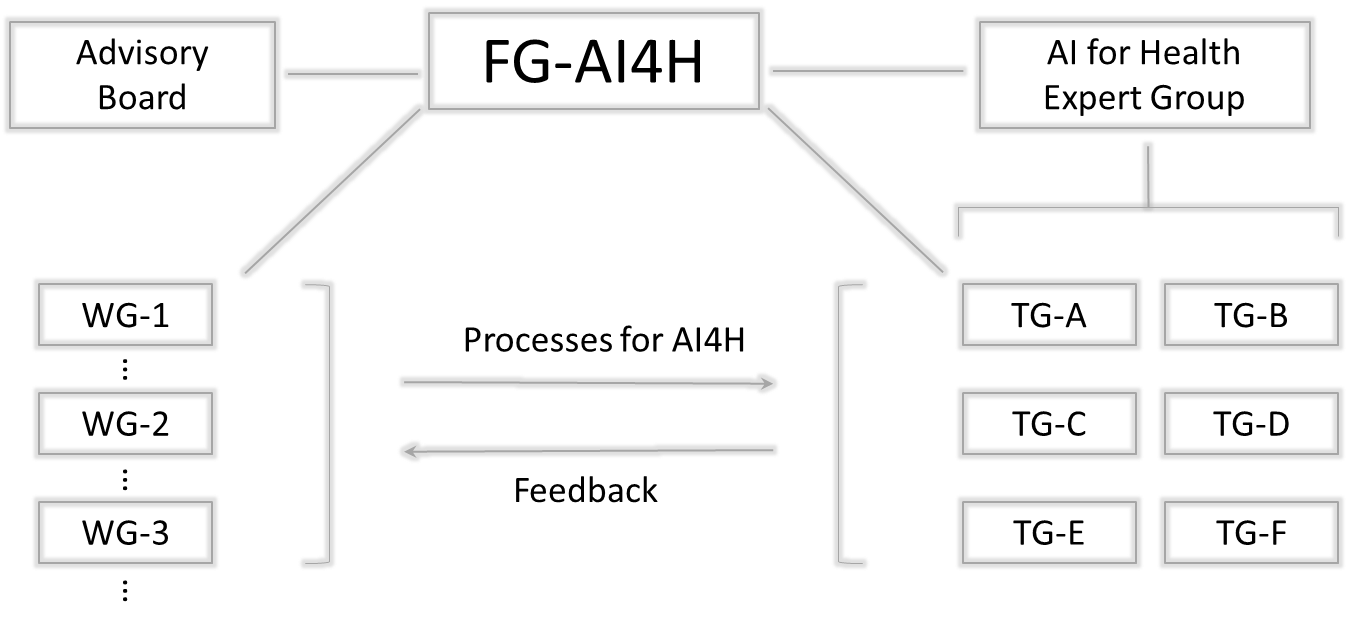 Advisory
Board
FG-AI4H
AI for Health
Expert Group
WG-1
⋮
WG-2
⋮
WG-3
⋮
Processes for AI4H
Feedback
TG-A
TG-B
TG-C
TG-D
TG-E
TG-F